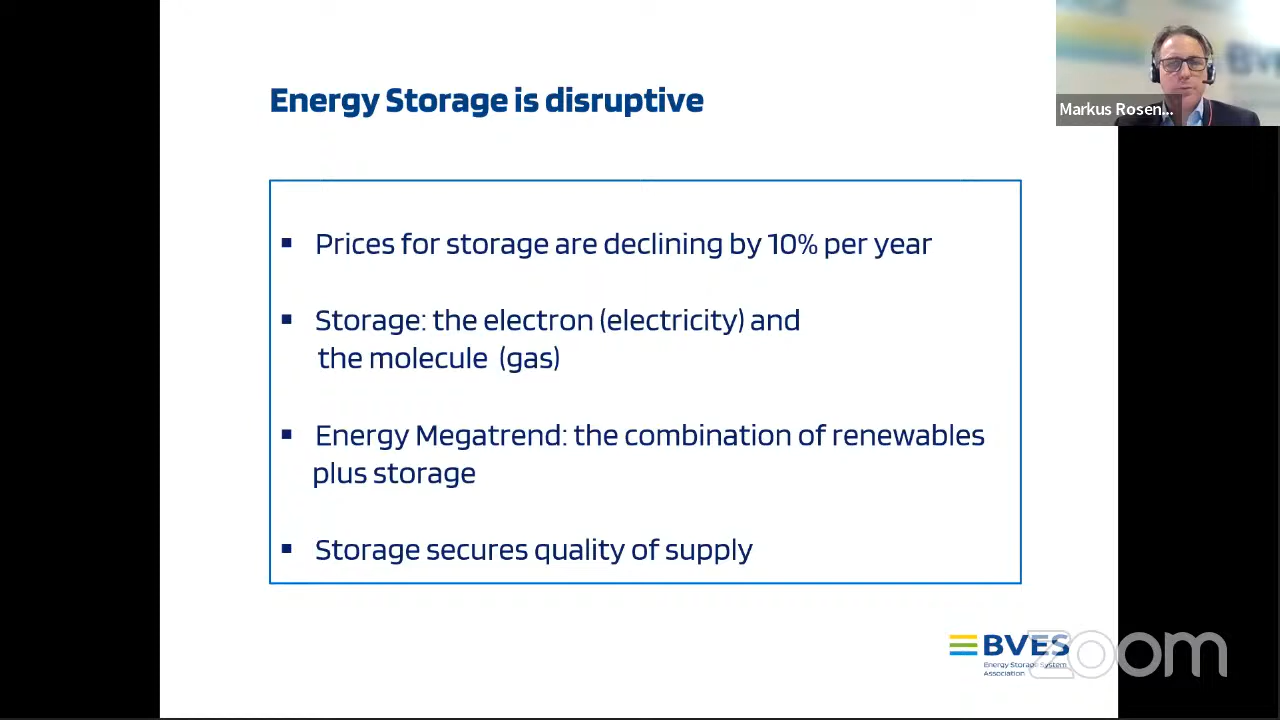 Energy Storage is disruptive
Markus Rosen...
▪ Prices for storage are declining by 10% per year
▪ Storage: the electron (electricity) and
the molecule (gas)
▪ Energy Megatrend: the combination of renewables
plus storage
▪ Storage secures quality of supply
BVES
Energy Storage System
Association
zoom